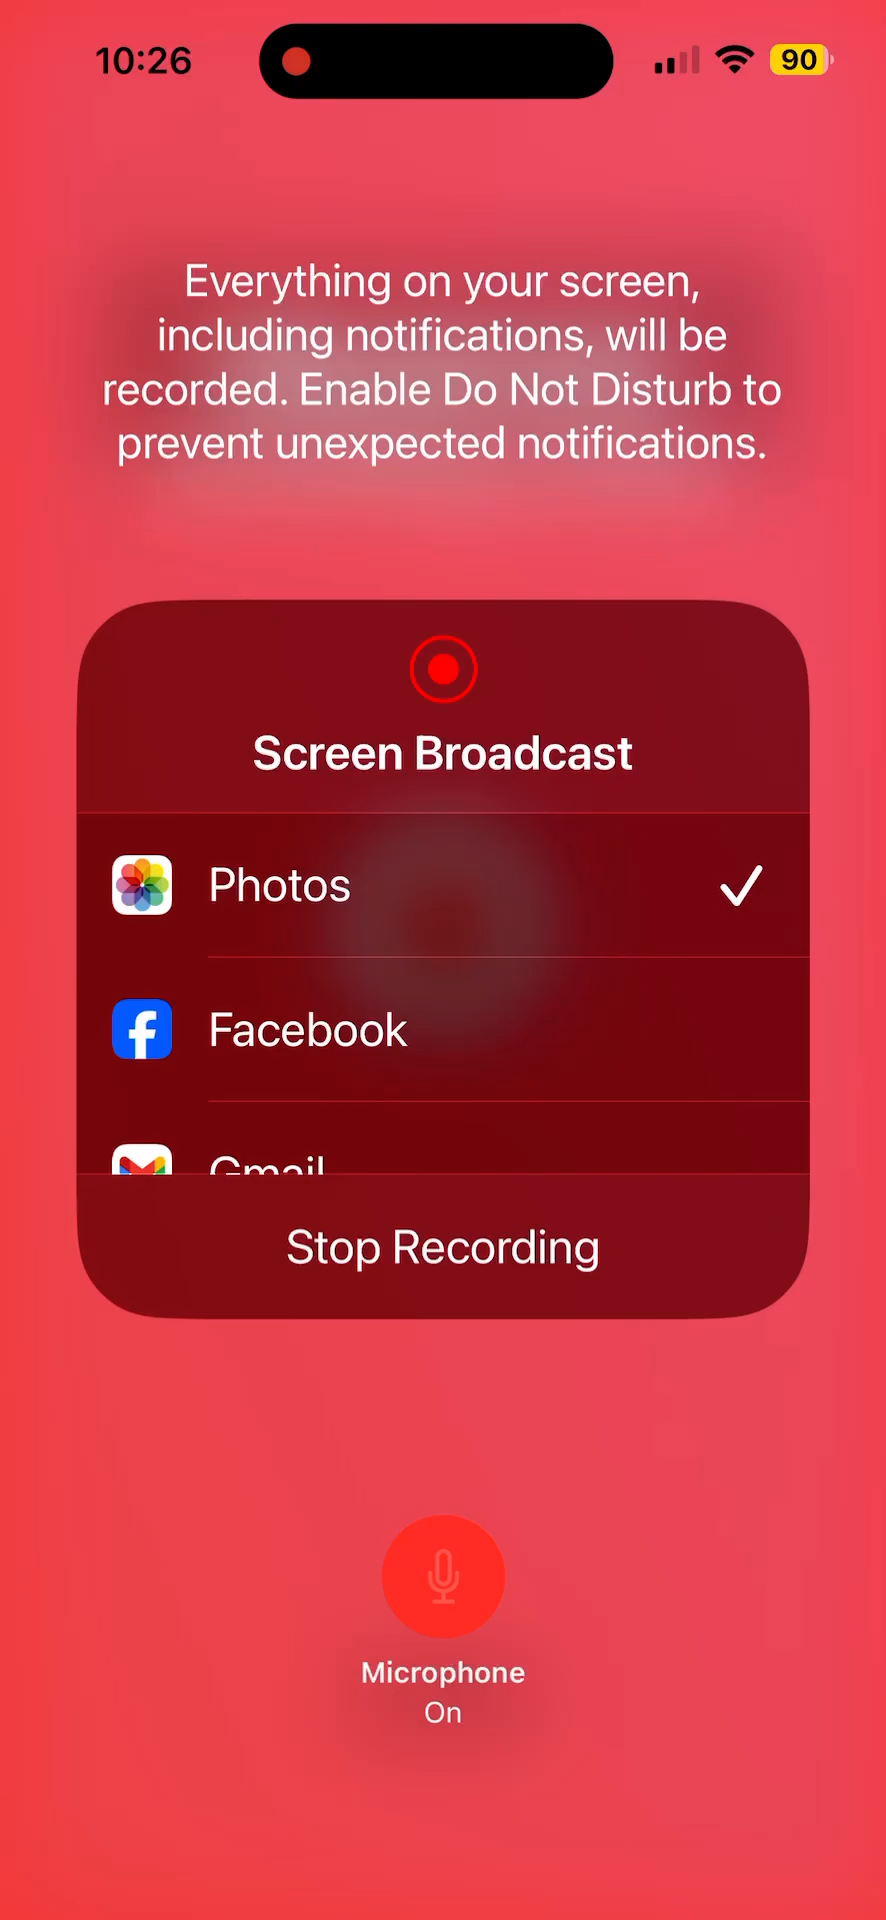 10:26
90
Everything on your screen,
including notifications, will be
recorded. Enable Do Not Disturb to
prevent unexpected notifications.
Screen Broadcast
Photos
Facebook
Gmail
Stop Recording
Microphone
On